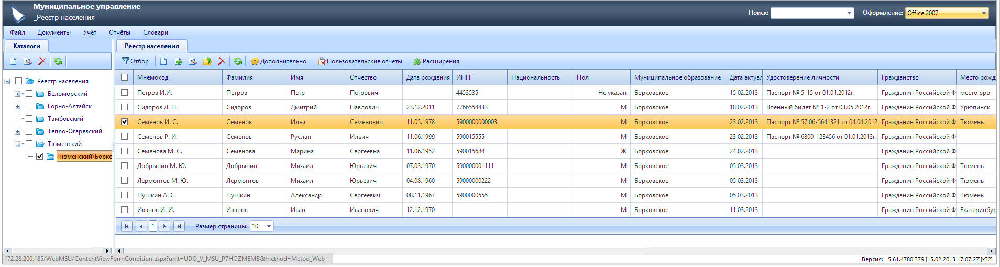 Муниципальное управление
_Реестр населения
Поиск:
Оформление: Office 2007
Файл Документы Учёт Отчёты Словари
Каталоги
Реестр населения
Отбор Дополнительно Пользовательские отчеты Расширения
Реестр населения
Беломорский
Горно-Алтайск
Тамбовский
Тепло-Огаревский
Тюменский
Тюменский\Борко
Мнемокод Фамилия Имя Отчество Дата рождения ИНН Национальность Пол Муниципальное образование Дата актуал Удостоверение личности Гражданство Место рожд
Петров И.И. Петров Петр Петрович 4453535 Не указан Борковское 15.02.2013 Паспорт № 5-15 от 01.01.2012г. Гражданин Российской Ф место рро
Сидоров Д. П. Сидоров Дмитрий Павлович 23.12.2011 7766554433 М Борковское 18.02.2013 Военный билет № 1-2 от 03.05.2012г. Гражданин Российской Ф Урюпинск
Семенов И. С. Семенов Илья Семенович 11.05.1978 5900000000003 М Борковское 23.02.2013 Паспорт № 57 06-5641321 от 04.04.2012 Гражданин Российской Ф Тюмень
Семенов Р. И. Семенов Руслан Ильич 11.06.1999 590015555 М Борковское 23.02.2013 Паспорт № 6800-123456 от 01.01.2013г. Гражданин Российской Ф
Семенова М. С. Семенова Марина Сергеевна 11.06.1952 590015684 Ж Борковское 24.02.2013 Гражданин Российской Ф
Добрынин М. Ю. Добрынин Михаил Юрьевич 07.03.1970 590000001111 М Борковское 05.03.2013 Гражданин Российской Ф Тюмень
Лермонтов М. Ю. Лермонтов Михаил Юрьевич 04.08.1960 59000000222 М Борковское 05.03.2013 Гражданин Российской Ф Тюмень
Пушкин А. С. Пушкин Александр Сергеевич 08.11.1967 5900000555 М Борковское 05.03.2013 Гражданин Российской Ф Тюмень
Иванов И. И. Иванов Иван Иванович 12.12.1970 М Борковское 11.03.2013 Гражданин Российской Ф Екатеринбур
1 Размер страницы: 10
172.28.200.185/WebMSU/ContentViewFormCondition.aspx?unit=UDO_V_MSU_P7HOZMEMB&method=Metod_Web
Версия: 5.61.4780.379 [15.02.2013 17:07:27][x32]